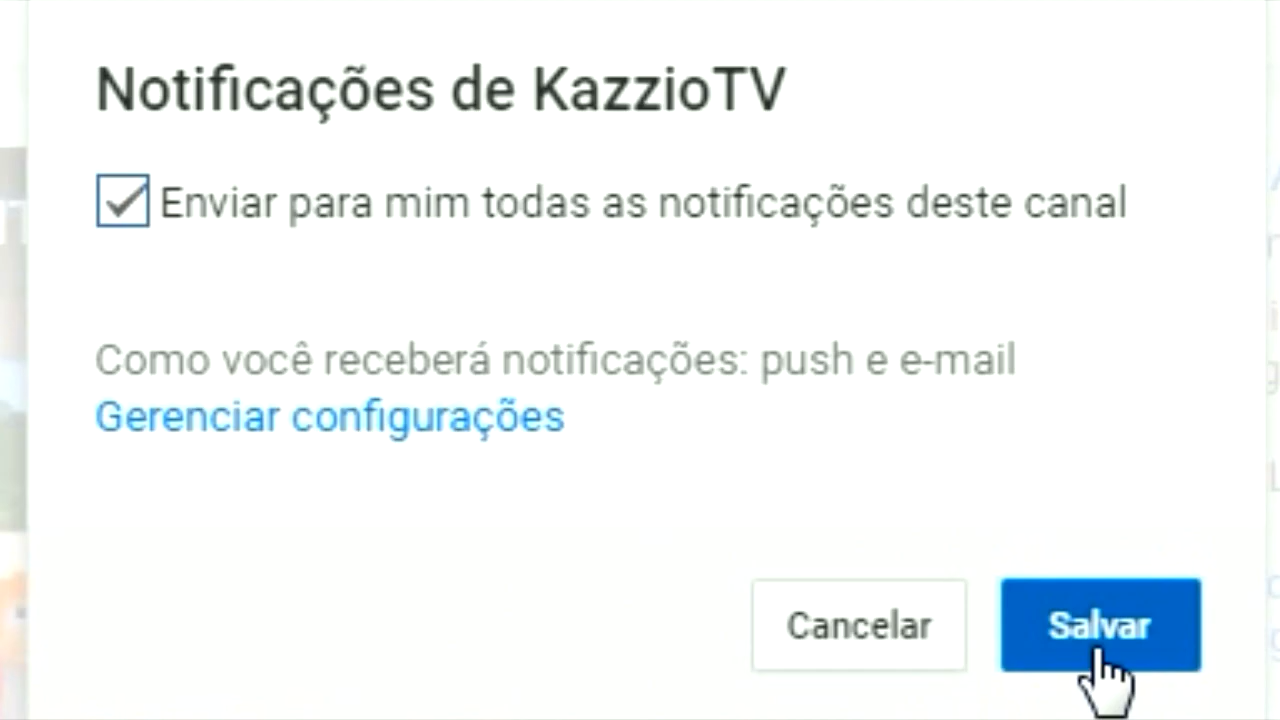 Notificações de KazzioTV
Enviar para mim todas as notificações deste canal
Como você receberá notificações: push e e-mail
Gerenciar configurações
Cancelar
Salvar